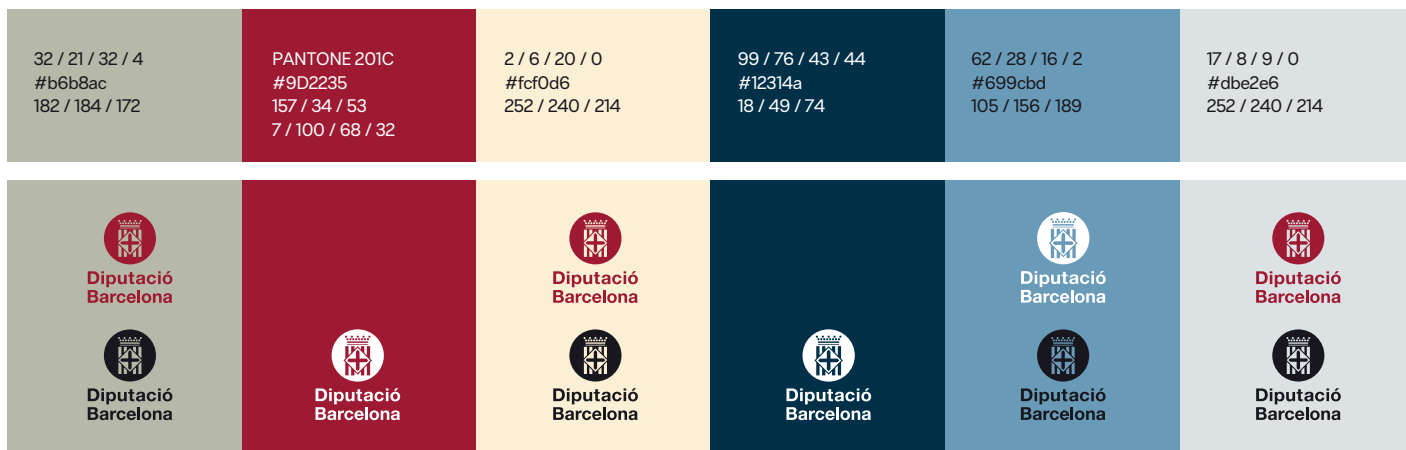 32 / 21 / 32 / 4
#b6b8ac
182 / 184 / 172
PANTONE 201C
#9D2235
157 / 34 / 53
7 / 100 / 68 / 32
2 / 6 / 20 / 0
#fcf0d6
252 / 240 / 214
99 / 76 / 43 / 44
#12314a
18 / 49 / 74
62 / 28 / 16 / 2
#699cbd
105 / 156 / 189
17 / 8 / 9 / 0
#dbe2e6
252 / 240 / 214
Diputació
Barcelona
Diputació
Barcelona
Diputació
Barcelona
Diputació
Barcelona
Diputació
Barcelona
Diputació
Barcelona
Diputació
Barcelona
Diputació
Barcelona
Diputació
Barcelona
Diputació
Barcelona